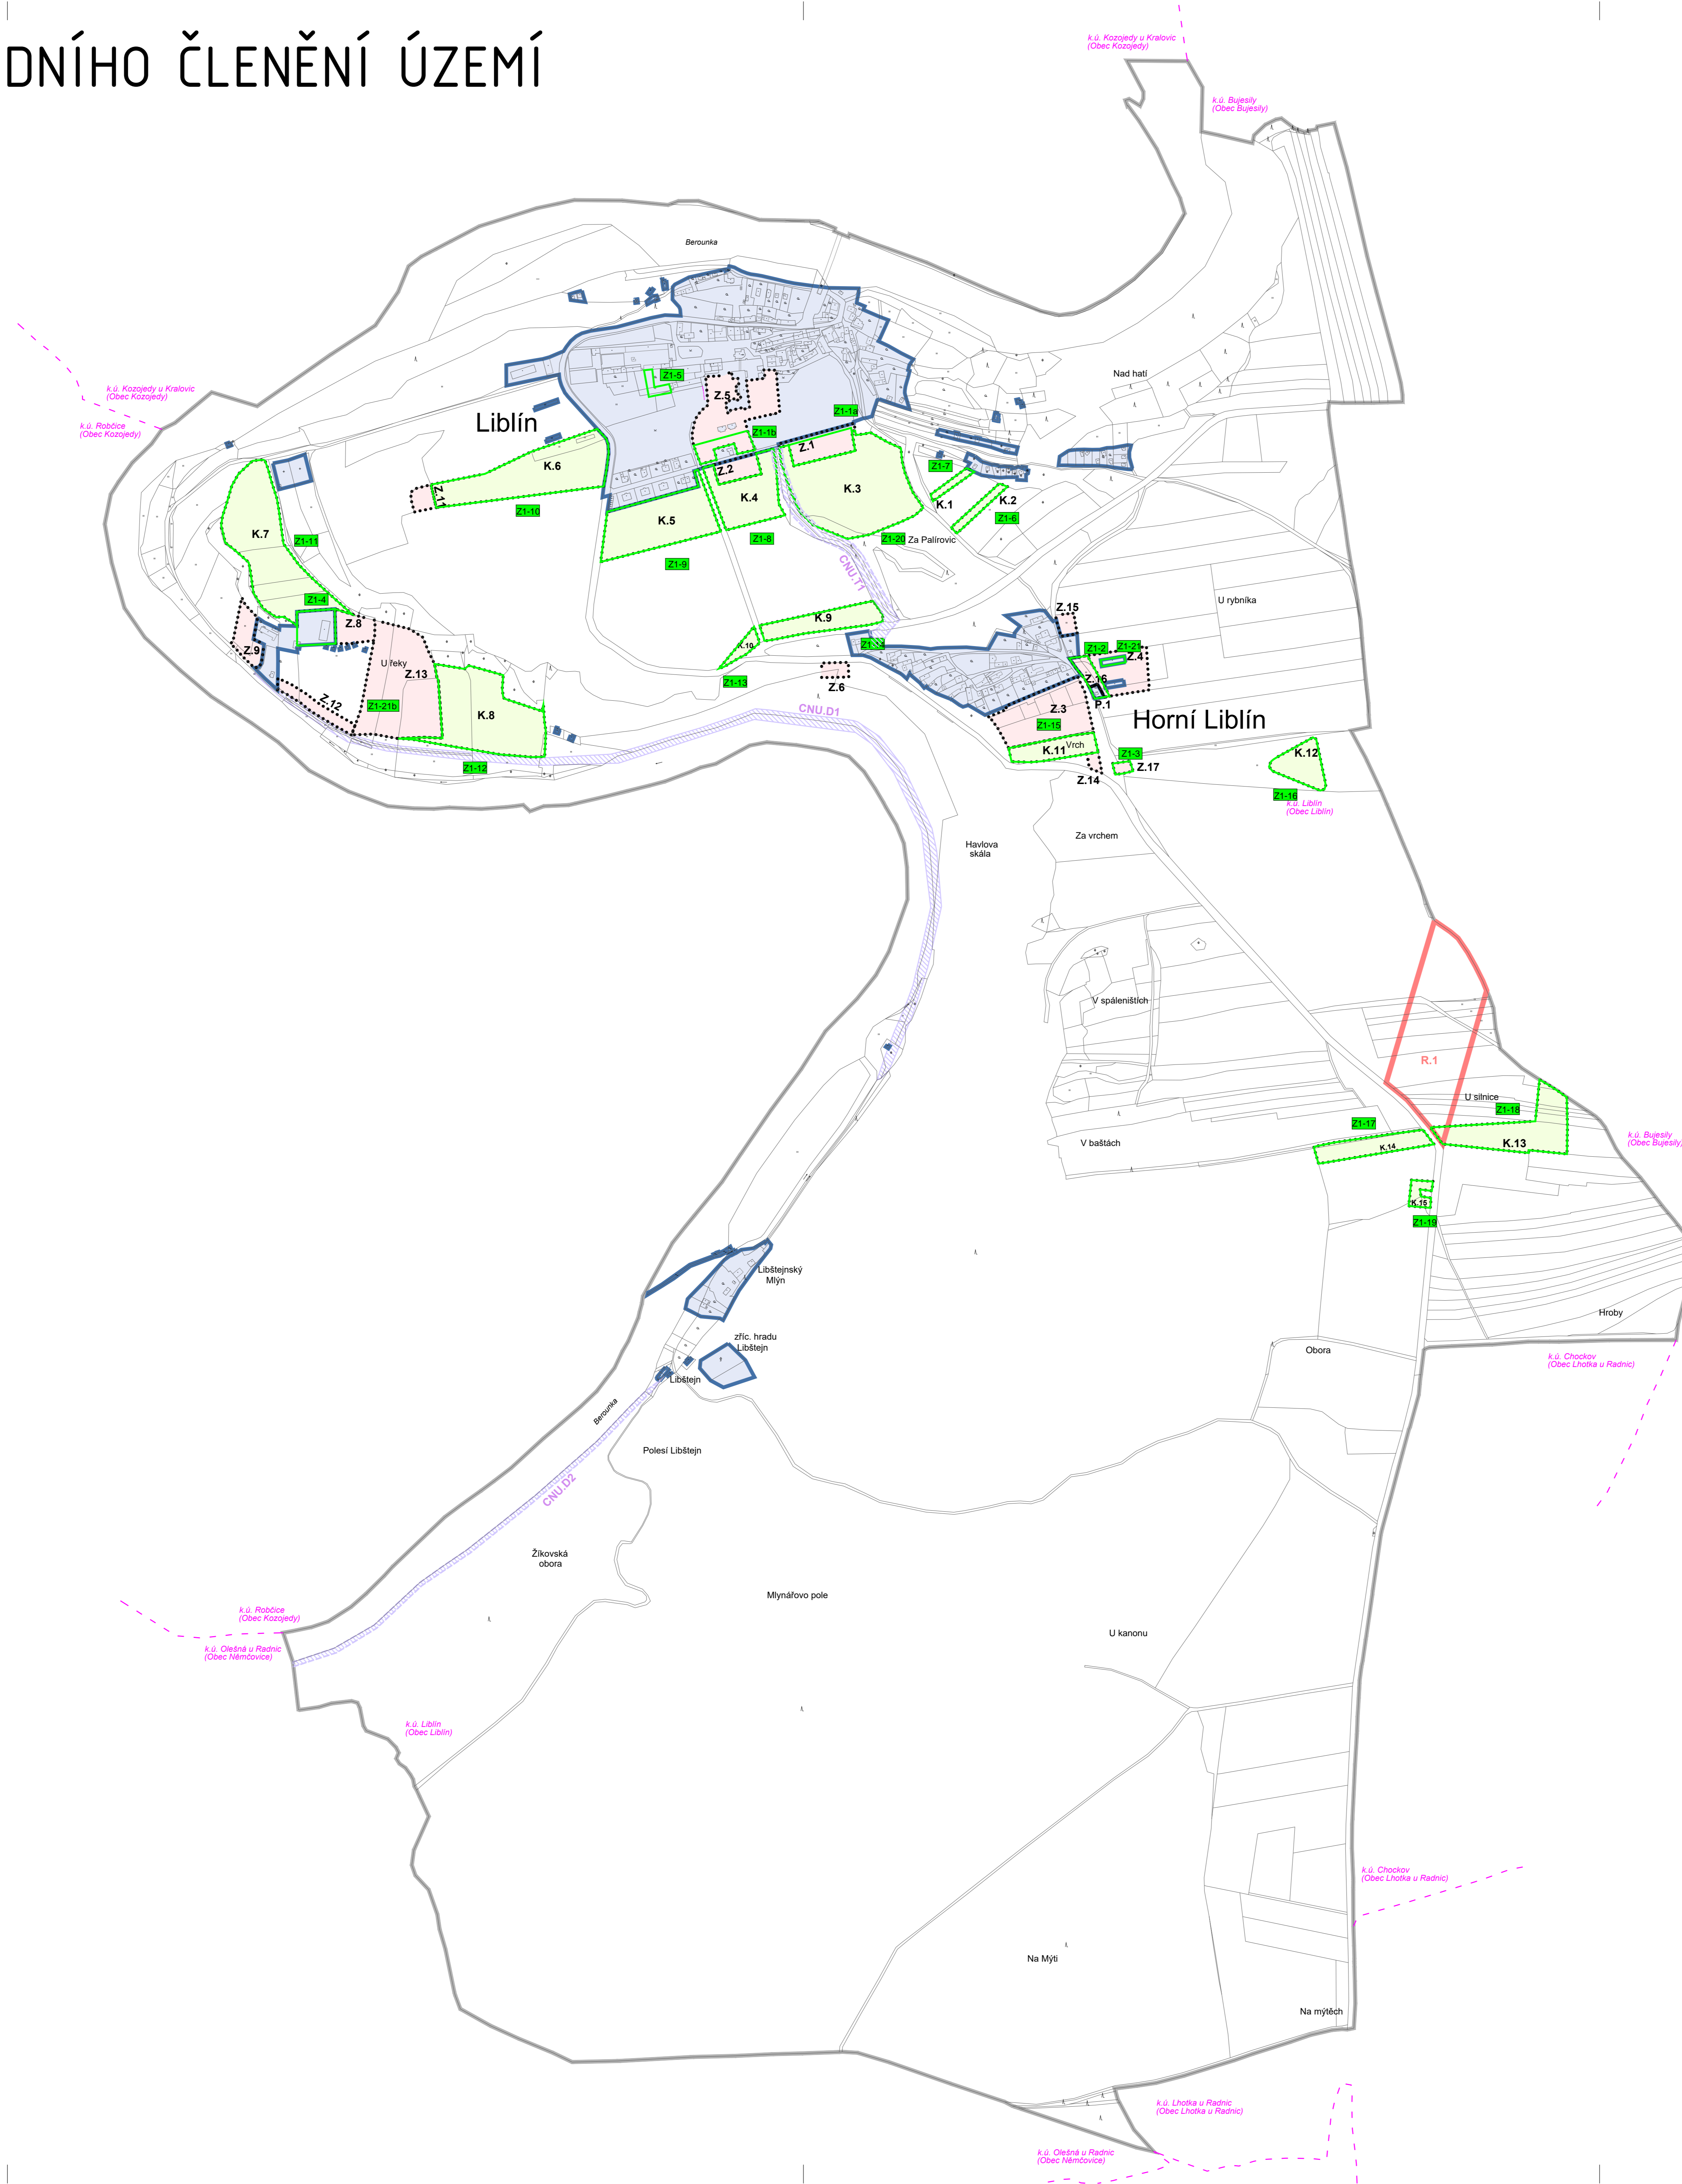 DNÍHO ČLENĚNÍ ÚZEMÍ
k.ú. Kozojedy u Kralovic
(Obec Kozojedy)
k.ú. Bujesily
(Obec Bujesily)
Berounka
Nad hatí
Z1-5
Z.5
k.ú. Kozojedy u Kralovic
(Obec Kozojedy)
k.ú. Robčice
(Obec Kozojedy)
Liblín
Z1-1a
Z1-1b
Z.1
Z.2
K.6
Z.11
Z1-10
K.4
K.3
K.5
Z1-7
K.1
K.2
Z1-6
K.7
Z1-11
Z1-8
Z1-20
Za Palírovic
Z1-9
CNU.T1
Z1-4
U rybníka
Z.15
Z.8
K.9
K.10
Z1-14
Z1-2
Z1-21
Z.4
Z.9
U řeky
Z.13
Z1-13
Z.6
Z.16
P.1
Z.12
Z1-21b
K.8
CNU.D1
Z.3
Z1-15
Horní Liblín
K.11
Vrch
Z1-3
Z.17
K.12
Z1-12
Z.14
Z1-16
k.ú. Liblín
(Obec Liblín)
Za vrchem
Havlova
skála
V spáleništích
R.1
U silnice
Z1-18
Z1-17
V baštách
K.14
K.13
k.ú. Bujesily
(Obec Bujesily)
K.15
Z1-19
Libštejnský
Mlýn
Hroby
zříc. hradu
Libštejn
Obora
k.ú. Chockov
(Obec Lhotka u Radnic)
Libštejn
Berounka
Polesí Libštejn
CNU.D2
Žíkovská
obora
Mlynářovo pole
k.ú. Robčice
(Obec Kozojedy)
U kanonu
k.ú. Olešná u Radnic
(Obec Němčovice)
k.ú. Liblín
(Obec Liblín)
k.ú. Chockov
(Obec Lhotka u Radnic)
Na Mýti
Na mýtěch
k.ú. Lhotka u Radnic
(Obec Lhotka u Radnic)
k.ú. Olešná u Radnic
(Obec Němčovice)